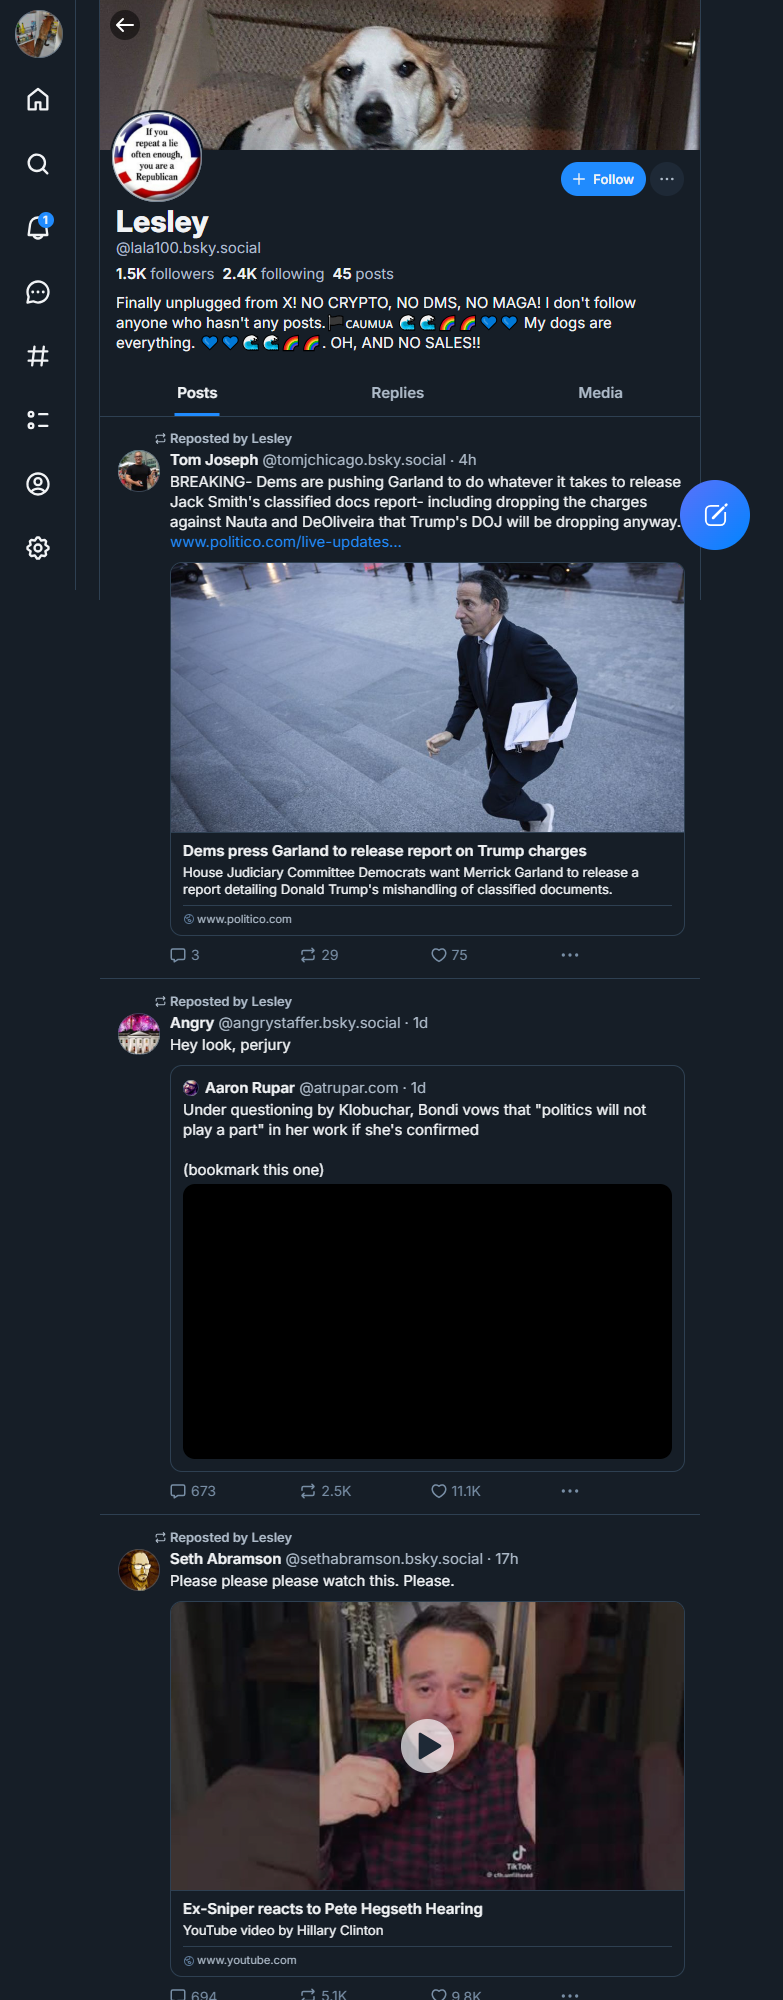 If you
repeat a lie
often enough,
you are a
Republican
+ Follow
Lesley
@lala100.bsky.social
1.5K followers 2.4K following 45 posts
Finally unplugged from X! NO CRYPTO, NO DMS, NO MAGA! I don't follow
anyone who hasn't any posts.🏴ᴄᴀᴜᴍᴜᴀ 🌊🌊🌈🌈💙💙 My dogs are
everything. 💙💙🌊🌊🌈🌈. OH, AND NO SALES!!
1
Posts Replies Media
Reposted by Lesley
Tom Joseph @tomjchicago.bsky.social · 4h
BREAKING- Dems are pushing Garland to do whatever it takes to release
Jack Smith's classified docs report- including dropping the charges
against Nauta and DeOliveira that Trump's DOJ will be dropping anyway.
www.politico.com/live-updates...
Dems press Garland to release report on Trump charges
House Judiciary Committee Democrats want Merrick Garland to release a
report detailing Donald Trump's mishandling of classified documents.
www.politico.com
3 29 75
Reposted by Lesley
Angry @angrystaffer.bsky.social · 1d
Hey look, perjury
Aaron Rupar @atrupar.com · 1d
Under questioning by Klobuchar, Bondi vows that "politics will not
play a part" in her work if she's confirmed
(bookmark this one)
673 2.5K 11.1K
Reposted by Lesley
Seth Abramson @sethabramson.bsky.social · 17h
Please please please watch this. Please.
TikTok
Ex-Sniper reacts to Pete Hegseth Hearing
YouTube video by Hillary Clinton
www.youtube.com
694 5.1K 9.8K